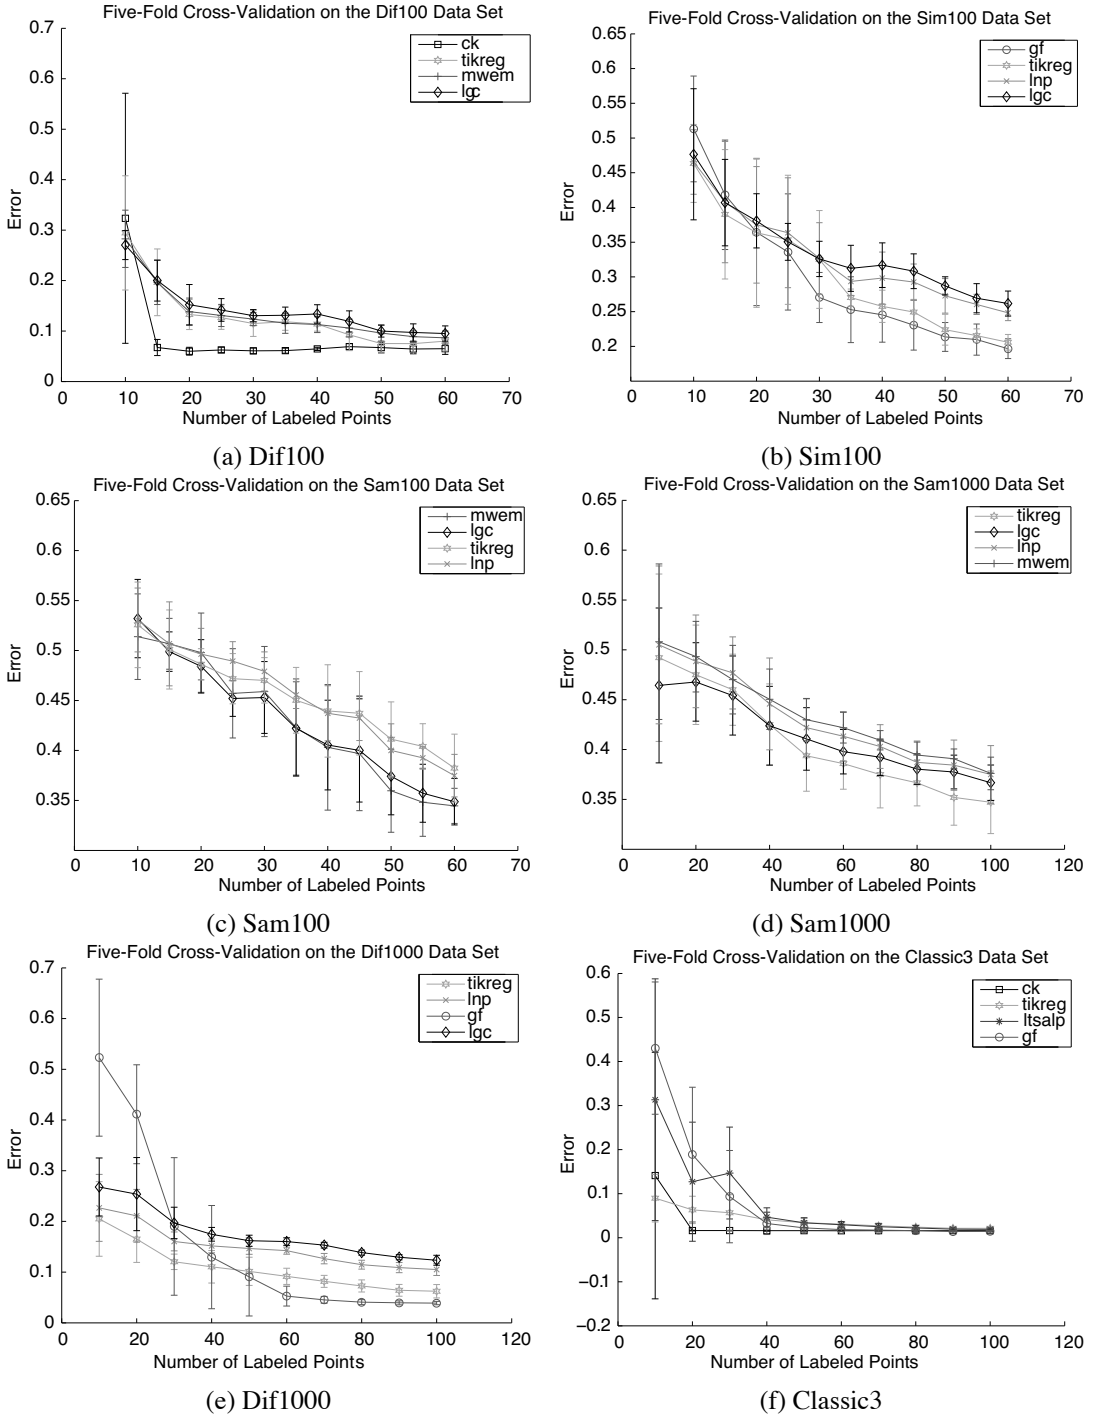 Five-Fold Cross-Validation on the Dif100 Data Set
0.7
0.6
0.5
0.4
0.3
0.2
0.1
0
Error
ck
tikreg
mwem
lgc
0 10 20 30 40 50 60 70
Number of Labeled Points
(a) Dif100
Five-Fold Cross-Validation on the Sim100 Data Set
0.65
0.6
0.55
0.5
0.45
0.4
0.35
0.3
0.25
0.2
Error
gf
tikreg
lnp
lgc
0 10 20 30 40 50 60 70
Number of Labeled Points
(b) Sim100
Five-Fold Cross-Validation on the Sam100 Data Set
0.65
0.6
0.55
0.5
0.45
0.4
0.35
Error
mwem
lgc
tikreg
lnp
0 10 20 30 40 50 60 70
Number of Labeled Points
(c) Sam100
Five-Fold Cross-Validation on the Sam1000 Data Set
0.65
0.6
0.55
0.5
0.45
0.4
0.35
Error
tikreg
lgc
lnp
mwem
0 20 40 60 80 100 120
Number of Labeled Points
(d) Sam1000
Five-Fold Cross-Validation on the Dif1000 Data Set
0.7
0.6
0.5
0.4
0.3
0.2
0.1
0
Error
tikreg
lnp
gf
lgc
0 20 40 60 80 100 120
Number of Labeled Points
(e) Dif1000
Five-Fold Cross-Validation on the Classic3 Data Set
0.6
0.5
0.4
0.3
0.2
0.1
0
−0.1
−0.2
Error
ck
tikreg
ltsalp
gf
0 20 40 60 80 100 120
Number of Labeled Points
(f) Classic3